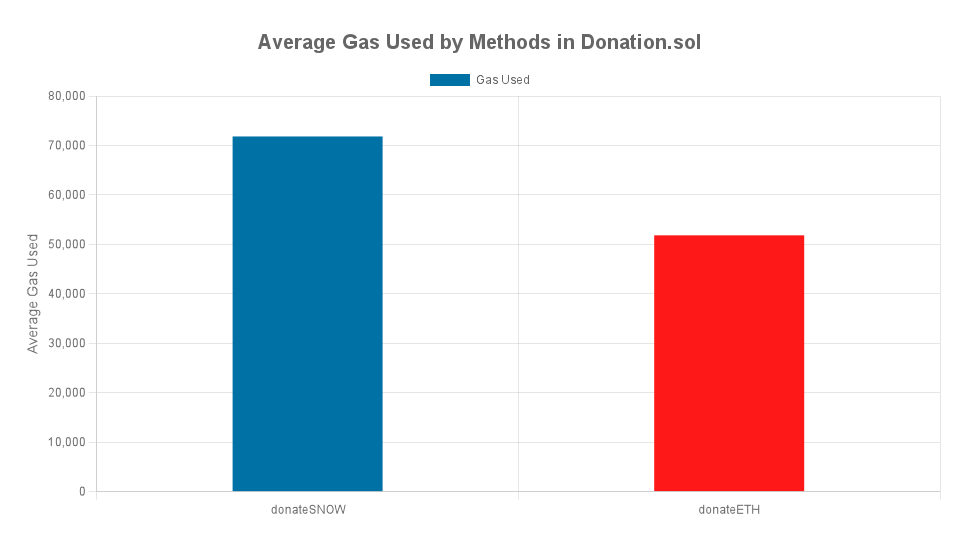 Average Gas Used by Methods in Donation.sol
Gas Used
Average Gas Used
80,000
70,000
60,000
50,000
40,000
30,000
20,000
10,000
0
donateSNOW
donateETH